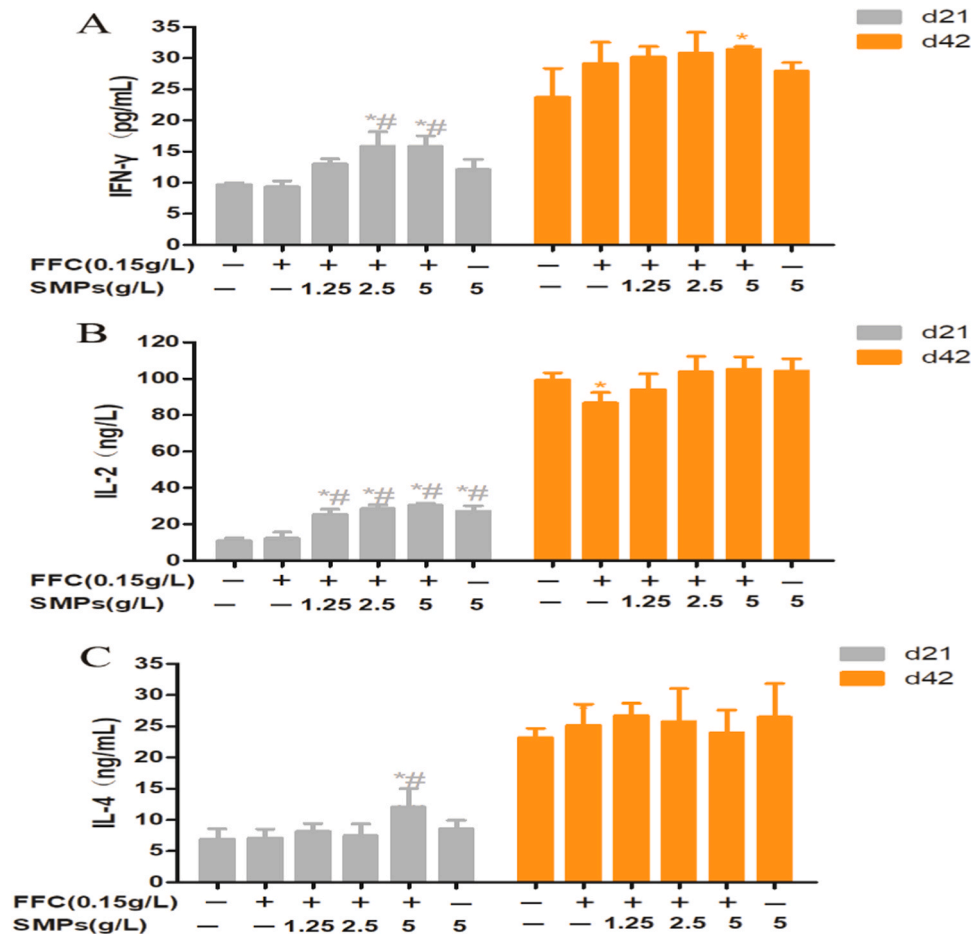 A
d21
d42
IFN-γ (pg/mL)
35
30
25
20
15
10
5
0
*# *# *
FFC(0.15g/L) — + + + + — — + + + + —
SMPs(g/L) — — 1.25 2.5 5 5 — — 1.25 2.5 5 5
B
d21
d42
IL-2 (ng/L)
120
100
80
60
40
20
0
*# *# *# *# *
FFC(0.15g/L) — + + + + — — + + + + —
SMPs(g/L) — — 1.25 2.5 5 5 — — 1.25 2.5 5 5
C
d21
d42
IL-4 (ng/mL)
35
30
25
20
15
10
5
0
*#
FFC(0.15g/L) — + + + + — — + + + + —
SMPs(g/L) — — 1.25 2.5 5 5 — — 1.25 2.5 5 5